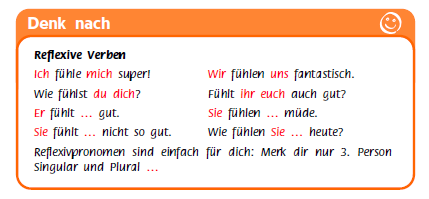 Denk nach
Reflexive Verben
Ich fühle mich super!
Wie fühlst du dich?
Er fühlt ... gut.
Sie fühlt ... nicht so gut.
Wir fühlen uns fantastisch.
Fühlt ihr euch auch gut?
Sie fühlen ... müde.
Wie fühlen Sie ... heute?
Reflexivpronomen sind einfach für dich: Merk dir nur 3. Person
Singular und Plural ...